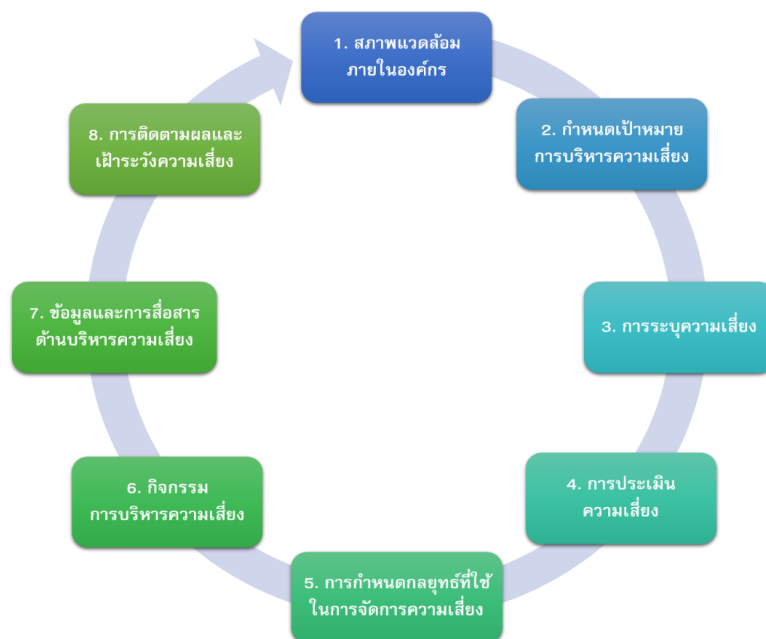 1. สภาพแวดล้อม
ภายในองค์กร
2. กำหนดเป้าหมาย
การบริหารความเสี่ยง
3. การระบุความเสี่ยง
4. การประเมิน
ความเสี่ยง
5. การกำหนดกลยุทธ์ที่ใช้
ในการจัดการความเสี่ยง
6. กิจกรรม
การบริหารความเสี่ยง
7. ข้อมูลและการสื่อสาร
ด้านบริหารความเสี่ยง
8. การติดตามผลและ
เฝ้าระวังความเสี่ยง